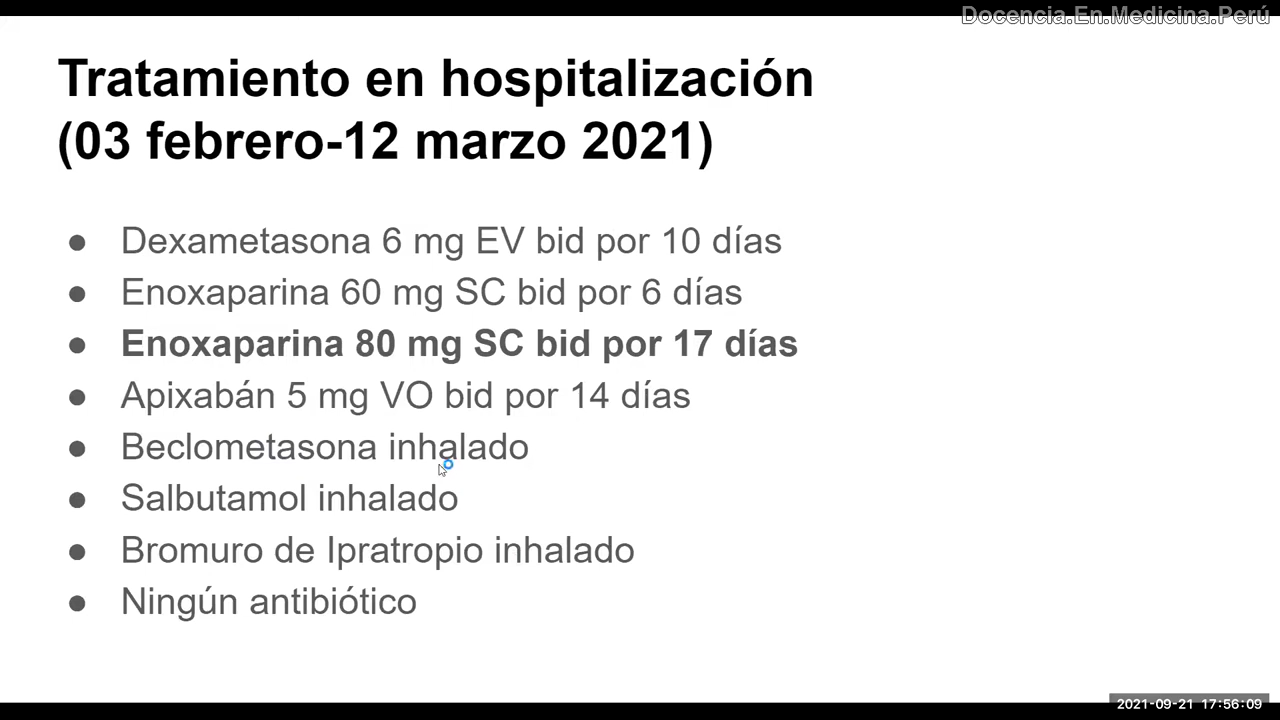 Docencia.En.Medicina.Perú
Tratamiento en hospitalización
(03 febrero-12 marzo 2021)
● Dexametasona 6 mg EV bid por 10 días
● Enoxaparina 60 mg SC bid por 6 días
● Enoxaparina 80 mg SC bid por 17 días
● Apixabán 5 mg VO bid por 14 días
● Beclometasona inhalado
● Salbutamol inhalado
● Bromuro de Ipratropio inhalado
● Ningún antibiótico
2021-09-21 17:56:09